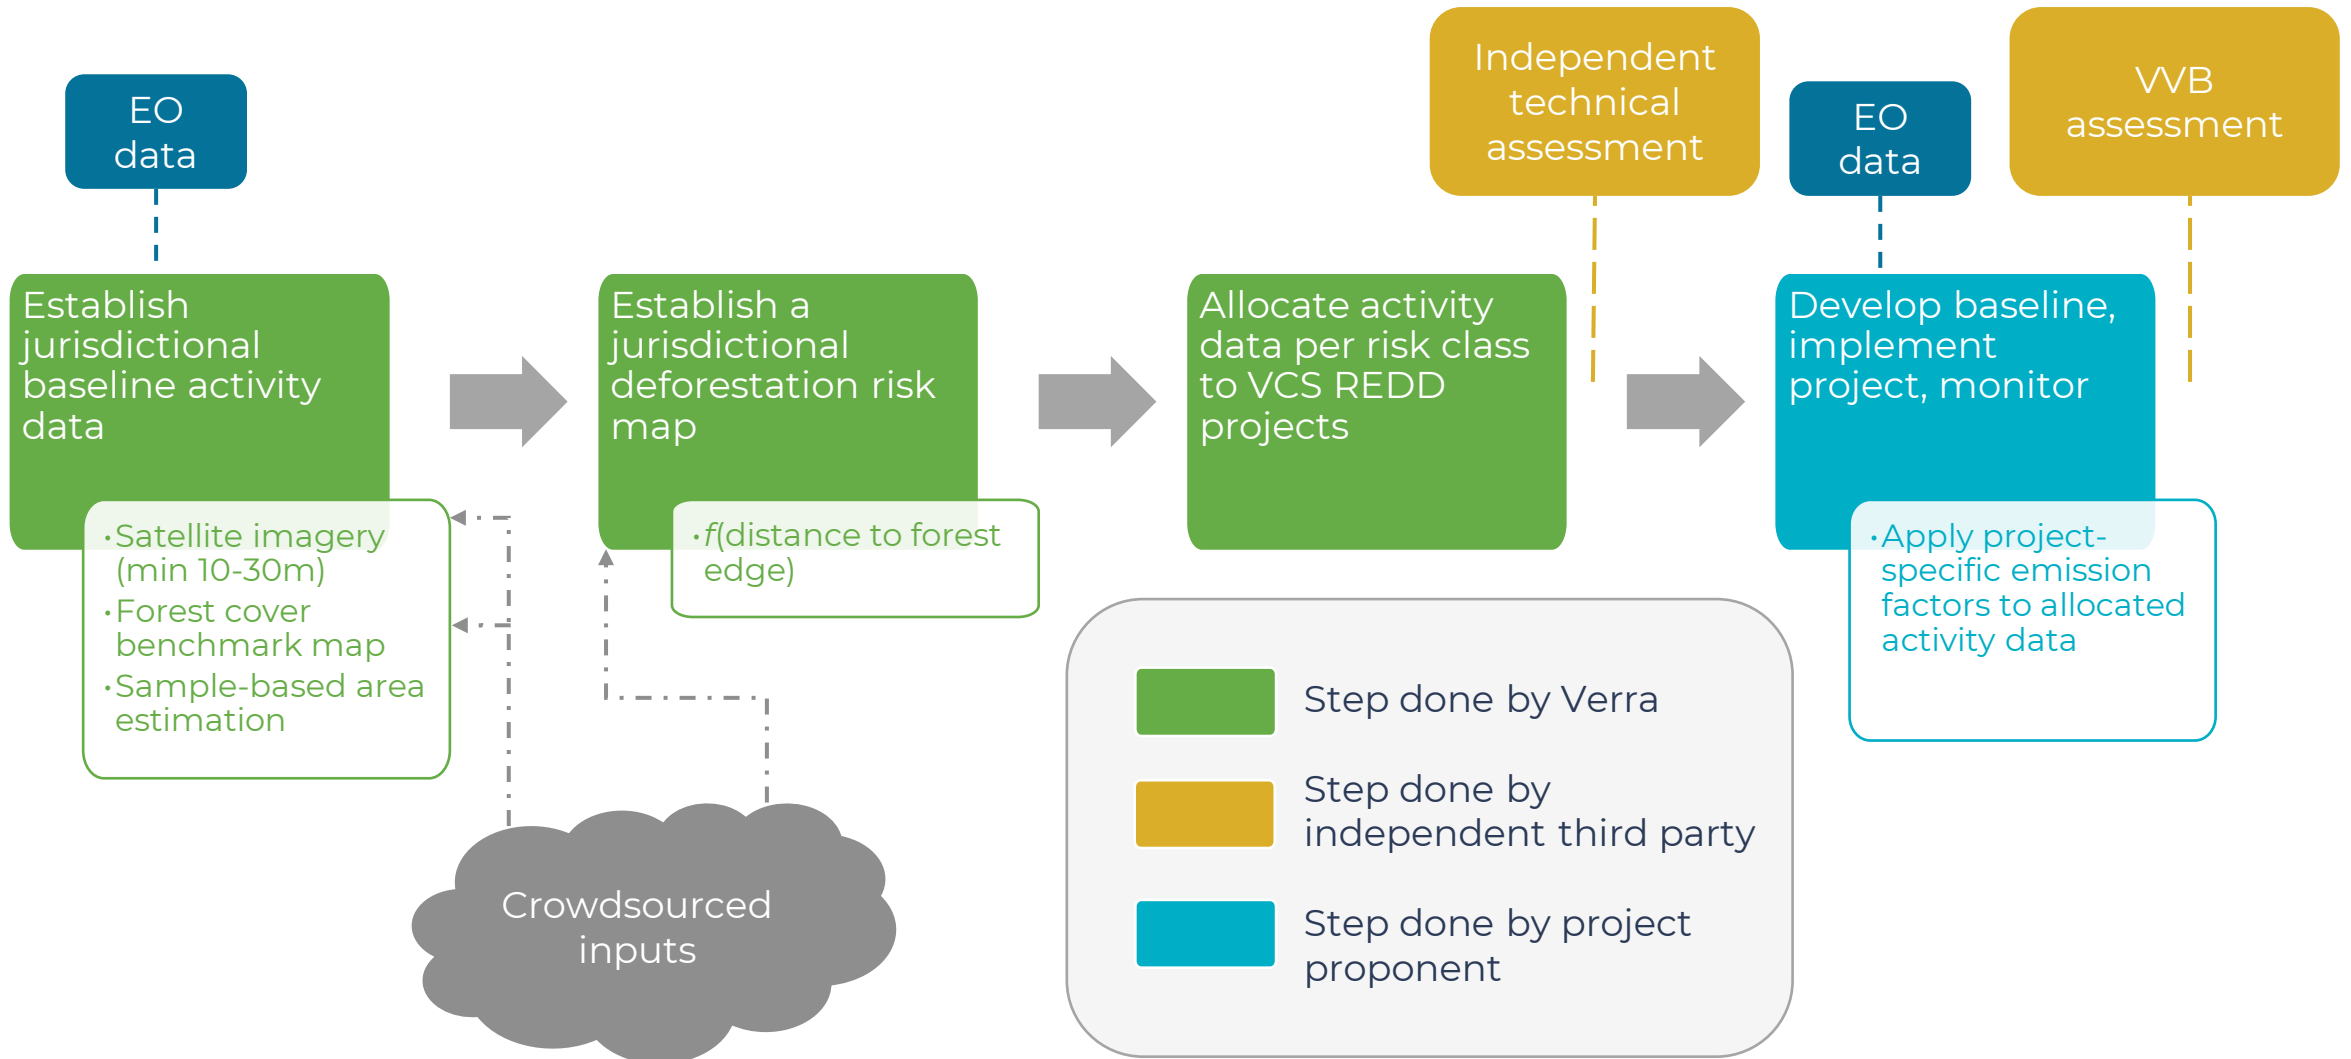 EO
data
Independent
technical
assessment
EO
data
VVB
assessment
Establish
jurisdictional
baseline activity
data
Establish a
jurisdictional
deforestation risk
map
Allocate activity
data per risk class
to VCS REDD
projects
Develop baseline,
implement
project, monitor
•Satellite imagery
(min 10-30m)
•Forest cover
benchmark map
•Sample-based area
estimation
•f(distance to forest
edge)
•Apply project-
specific emission
factors to allocated
activity data
Crowdsourced
inputs
Step done by Verra
Step done by
independent third party
Step done by project
proponent